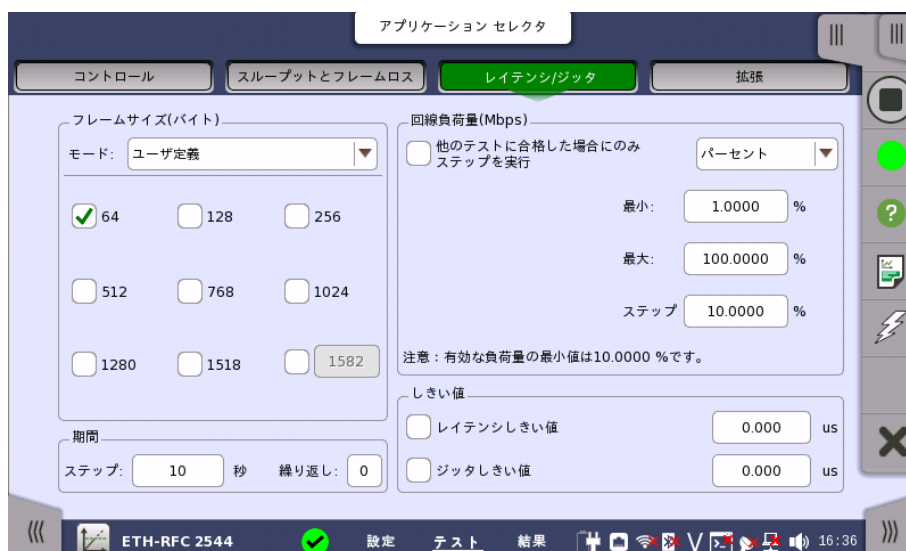 アプリケーション セレクタ
コントロール
スループットとフレームロス
レイテンシ/ジッタ
拡張
フレームサイズ(バイト)
モード: ユーザ定義
64 128 256
512 768 1024
1280 1518 1582
期間
ステップ: 10 秒 繰り返し: 0
回線負荷量(Mbps)
他のテストに合格した場合にのみ
ステップを実行
パーセント
最小: 1.0000 %
最大: 100.0000 %
ステップ 10.0000 %
注意：有効な負荷量の最小値は10.0000 %です。
しきい値
レイテンシしきい値 0.000 us
ジッタしきい値 0.000 us
ETH-RFC 2544 設定 テスト 結果 16:36